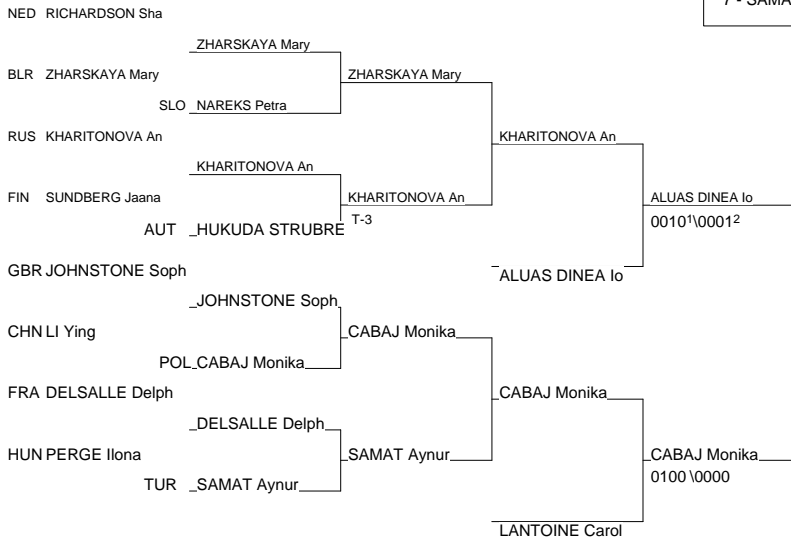 7 - SAMA
NED RICHARDSON Sha
ZHARSKAYA Mary
BLR ZHARSKAYA Mary
ZHARSKAYA Mary
SLO NAREKS Petra
RUS KHARITONOVA An
KHARITONOVA An
KHARITONOVA An
FIN SUNDBERG Jaana
KHARITONOVA An
ALUAS DINEA Io
T-3
0010¹\0001²
AUT HUKUDA STRUBRE
GBR JOHNSTONE Soph
ALUAS DINEA Io
JOHNSTONE Soph
CHN LI Ying
CABAJ Monika
POL CABAJ Monika
FRA DELSALLE Delph
CABAJ Monika
DELSALLE Delph
HUN PERGE Ilona
SAMAT Aynur
CABAJ Monika
0100\0000
TUR SAMAT Aynur
LANTOINE Carol